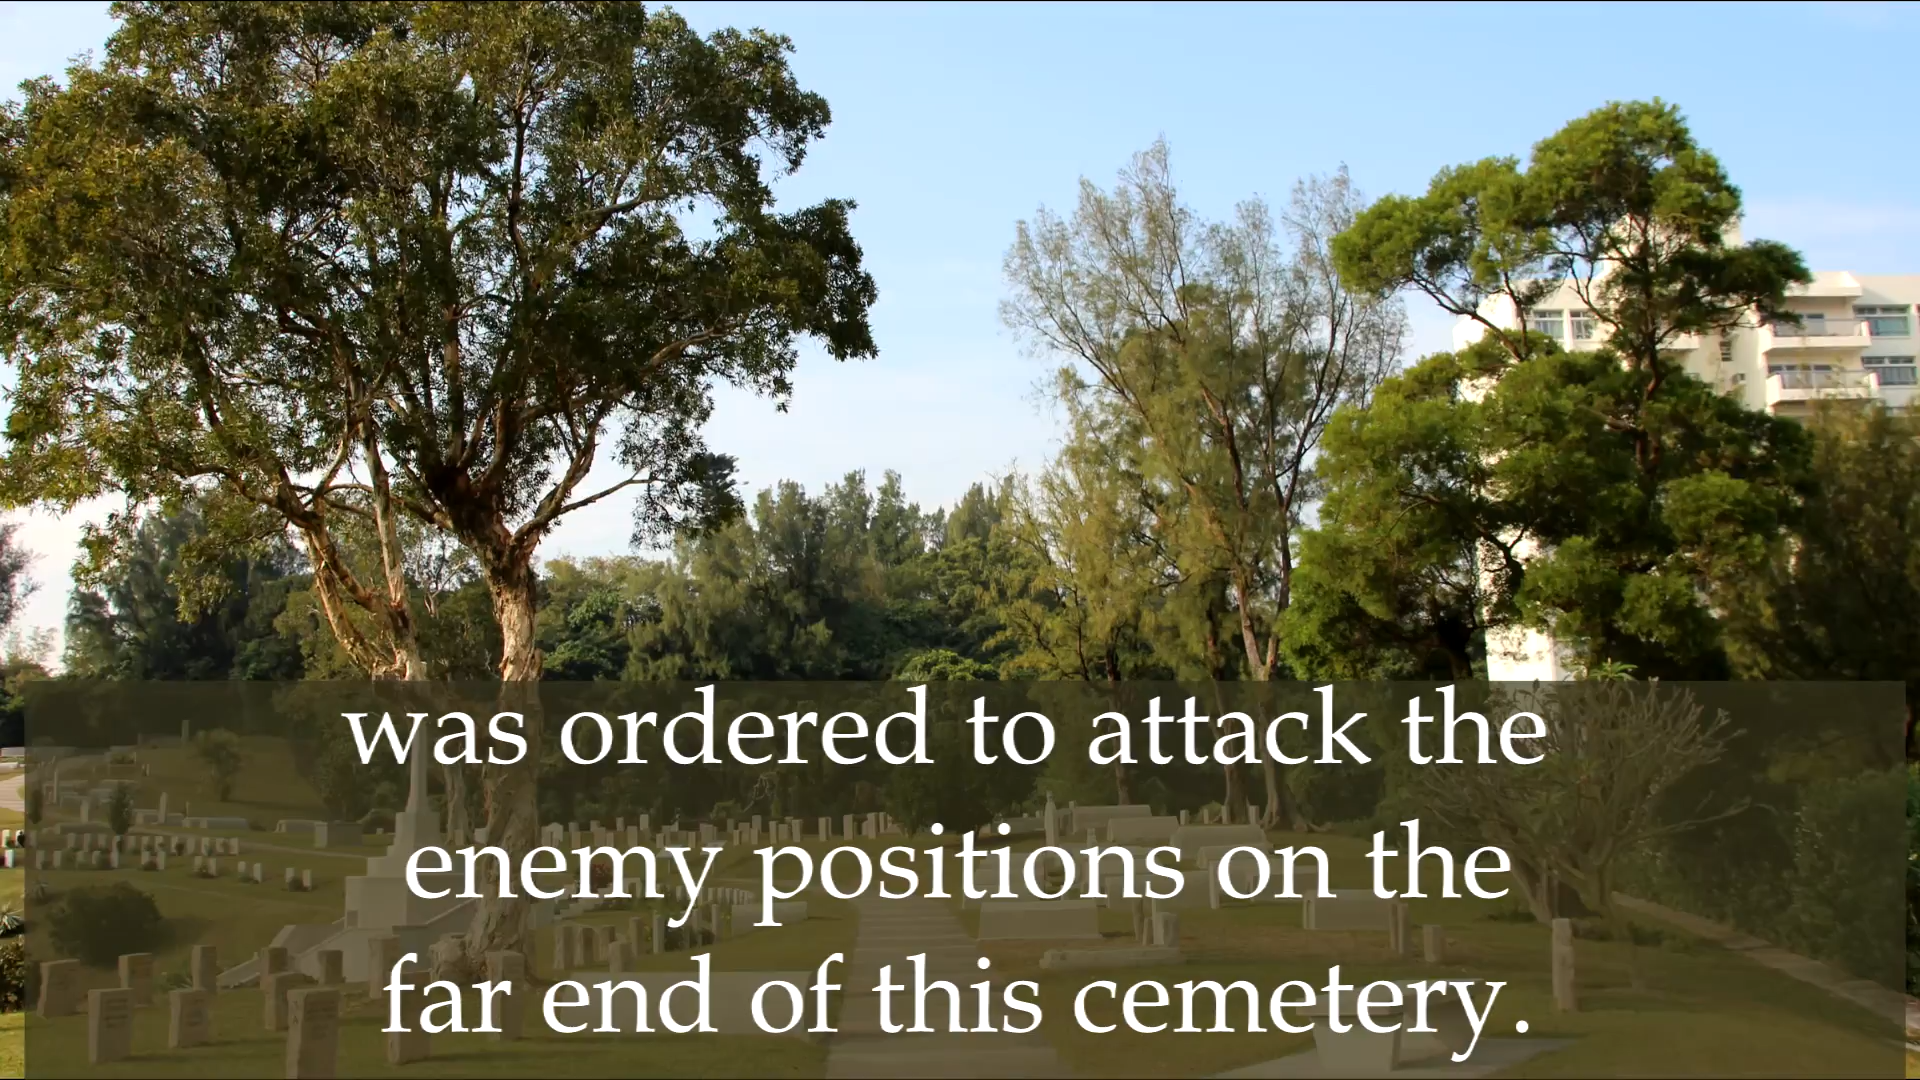 was ordered to attack the
enemy positions on the
far end of this cemetery.